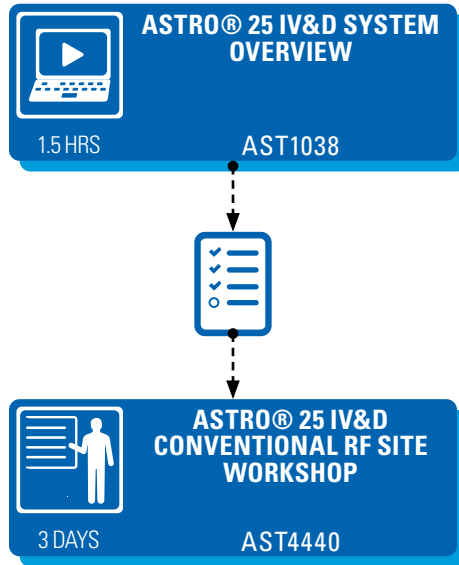 ASTRO® 25 IV&D SYSTEM
OVERVIEW
1.5 HRS
AST1038
ASTRO® 25 IV&D
CONVENTIONAL RF SITE
WORKSHOP
3 DAYS
AST4440